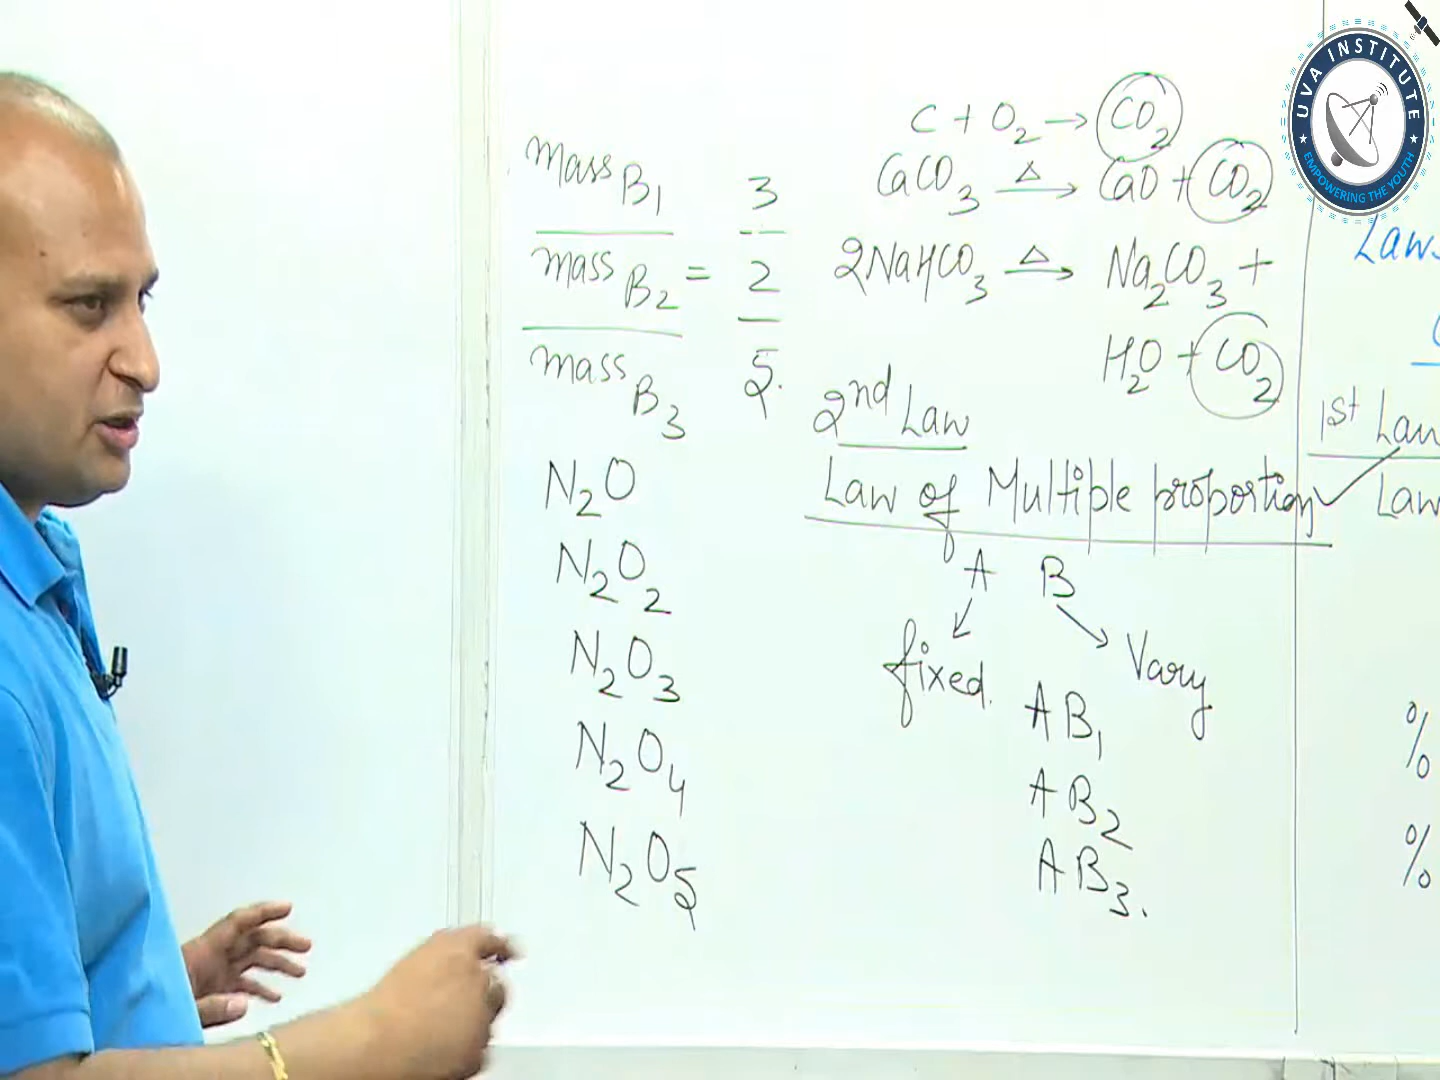 UVA INSTITUTE
EMPOWERING THE YOUTH
mass B₁
mass B₂ =
mass B₃
3
2
5.
N₂O
N₂O₂
N₂O₃
N₂O₄
N₂O₅
C + O₂ → CO₂
CaCO₃ →Δ CaO + CO₂
2NaHCO₃ →Δ Na₂CO₃ +
H₂O + CO₂
2nd Law
Law of Multiple proportion
A B
fixed. Vary
AB₁
AB₂
AB₃.
Laws
1st Law
Law
%
%